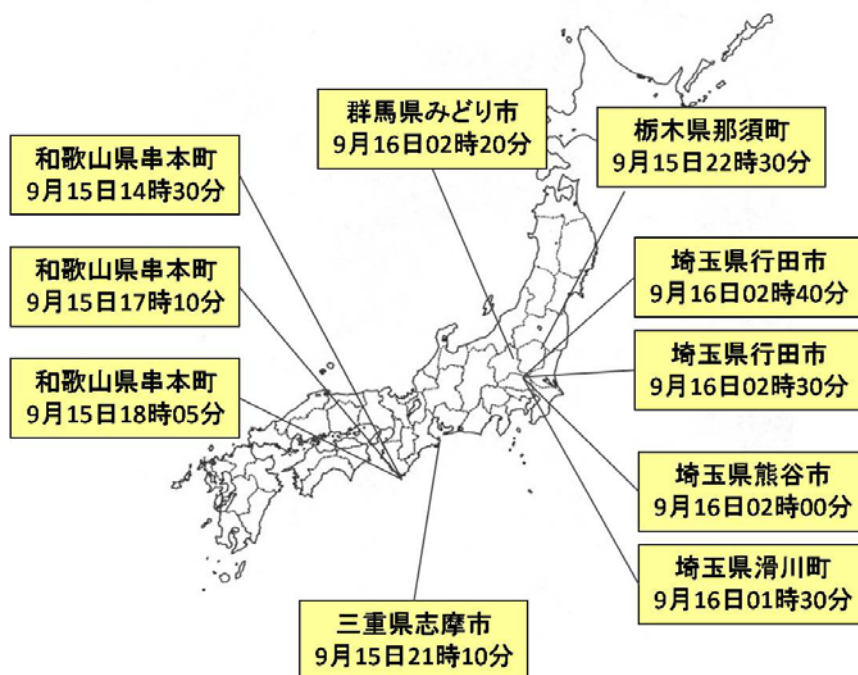 群馬県みどり市
9月16日02時20分
栃木県那須町
9月15日22時30分
和歌山県串本町
9月15日14時30分
和歌山県串本町
9月15日17時10分
和歌山県串本町
9月15日18時05分
埼玉県行田市
9月16日02時40分
埼玉県行田市
9月16日02時30分
埼玉県熊谷市
9月16日02時00分
埼玉県滑川町
9月16日01時30分
三重県志摩市
9月15日21時10分